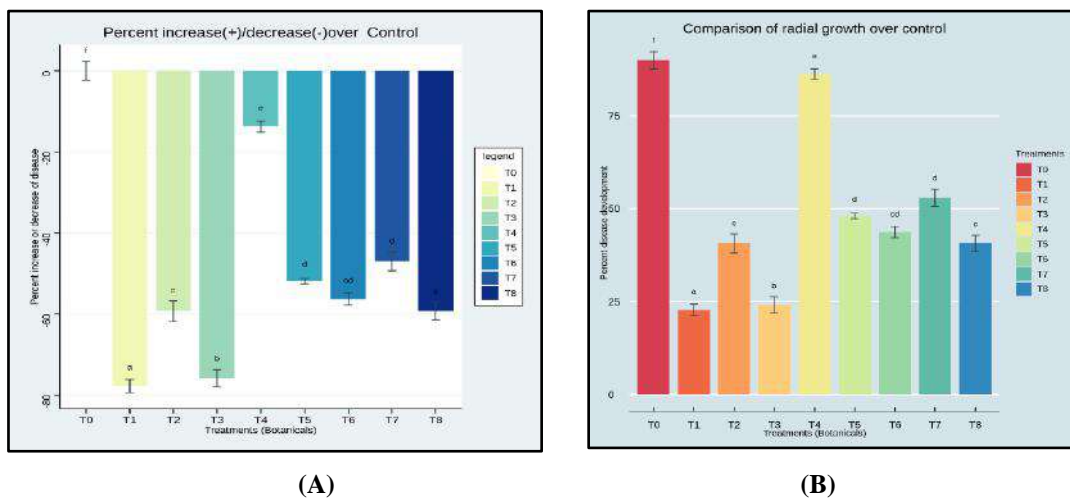 Percent increase(+)/decrease(-)over Control
Percent increase or decrease of disease
0
-20
-40
-60
-80
f
a
c
b
e
d
cd
d
c
legend
T0
T1
T2
T3
T4
T5
T6
T7
T8
T0 T1 T2 T3 T4 T5 T6 T7 T8
Treatments (Botanicals)
(A)
Comparison of radial growth over control
Percent disease development
75
50
25
0
f
a
c
b
e
d
cd
d
c
Treatments
T0
T1
T2
T3
T4
T5
T6
T7
T8
T0 T1 T2 T3 T4 T5 T6 T7 T8
Treatments (Botanicals)
(B)